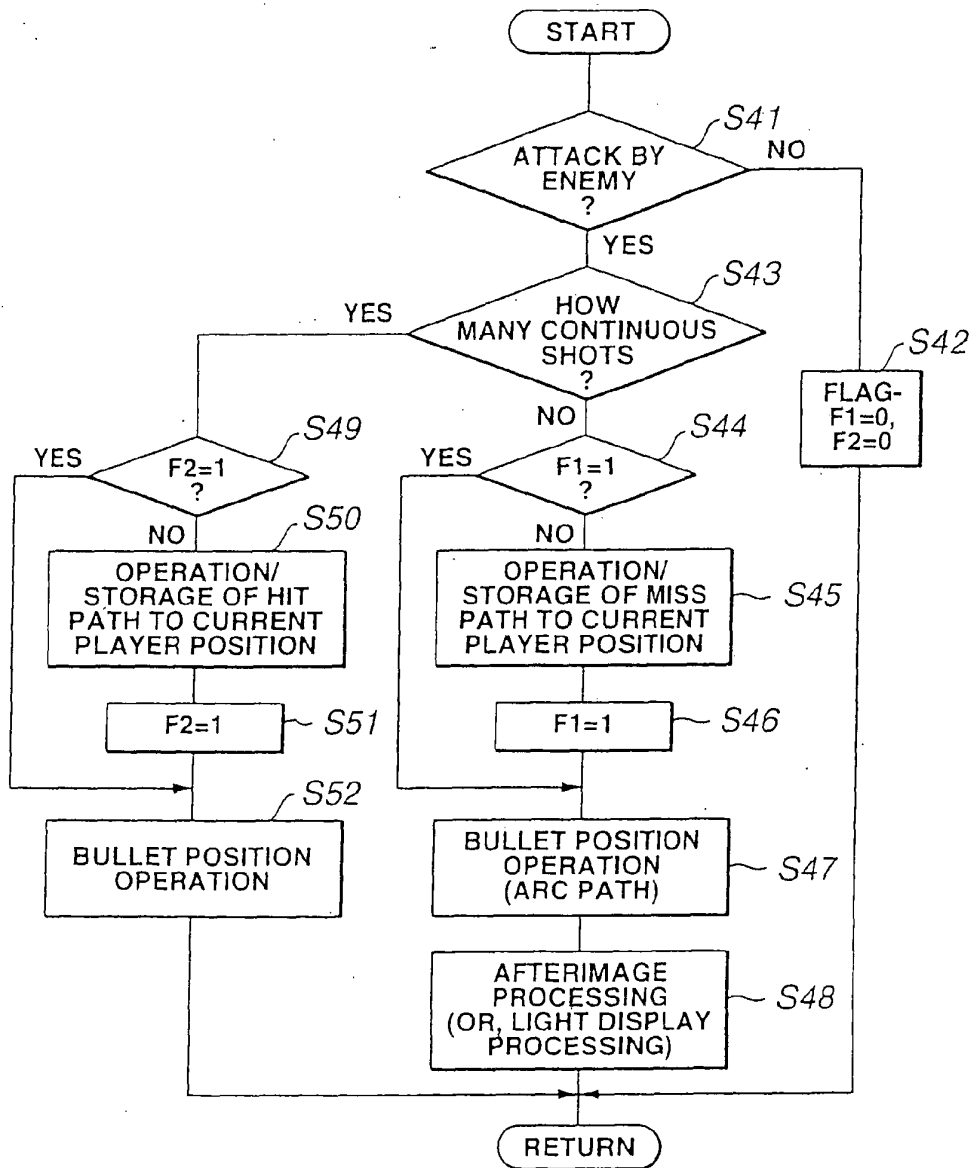 START
S41
ATTACK BY
ENEMY
?
NO
YES
S43
HOW
MANY CONTINUOUS
SHOTS
?
YES
NO
S42
FLAG-
F1=0,
F2=0
S49
F2=1
?
YES
NO
S44
F1=1
?
YES
NO
S50
OPERATION/
STORAGE OF HIT
PATH TO CURRENT
PLAYER POSITION
OPERATION/
STORAGE OF MISS
PATH TO CURRENT
PLAYER POSITION
S45
F2=1
S51
F1=1
S46
S52
BULLET POSITION
OPERATION
BULLET POSITION
OPERATION
(ARC PATH)
S47
AFTERIMAGE
PROCESSING
(OR, LIGHT DISPLAY
PROCESSING)
S48
RETURN